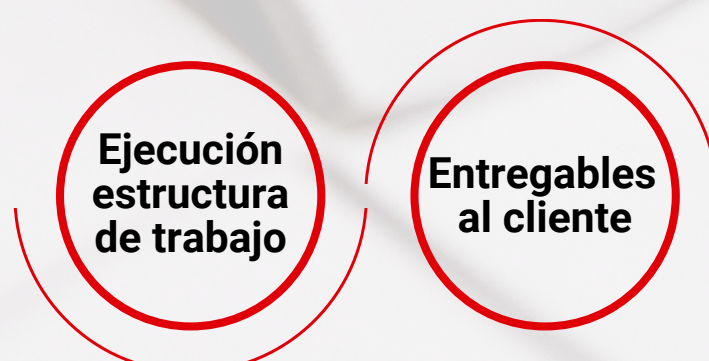 Ejecución
estructura
de trabajo
Entregables
al cliente